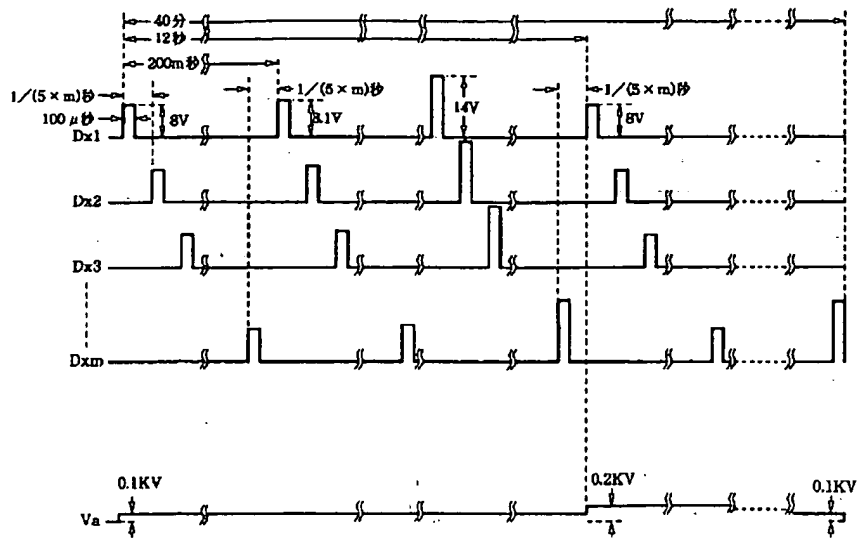 40分
12秒
200m秒
1/(5×m)秒
1/(5×m)秒
1/(5×m)秒
100μ秒
8V
8.1V
14V
8V
Dx1
Dx2
Dx3
Dxm
0.1KV
0.2KV
0.1KV
Va